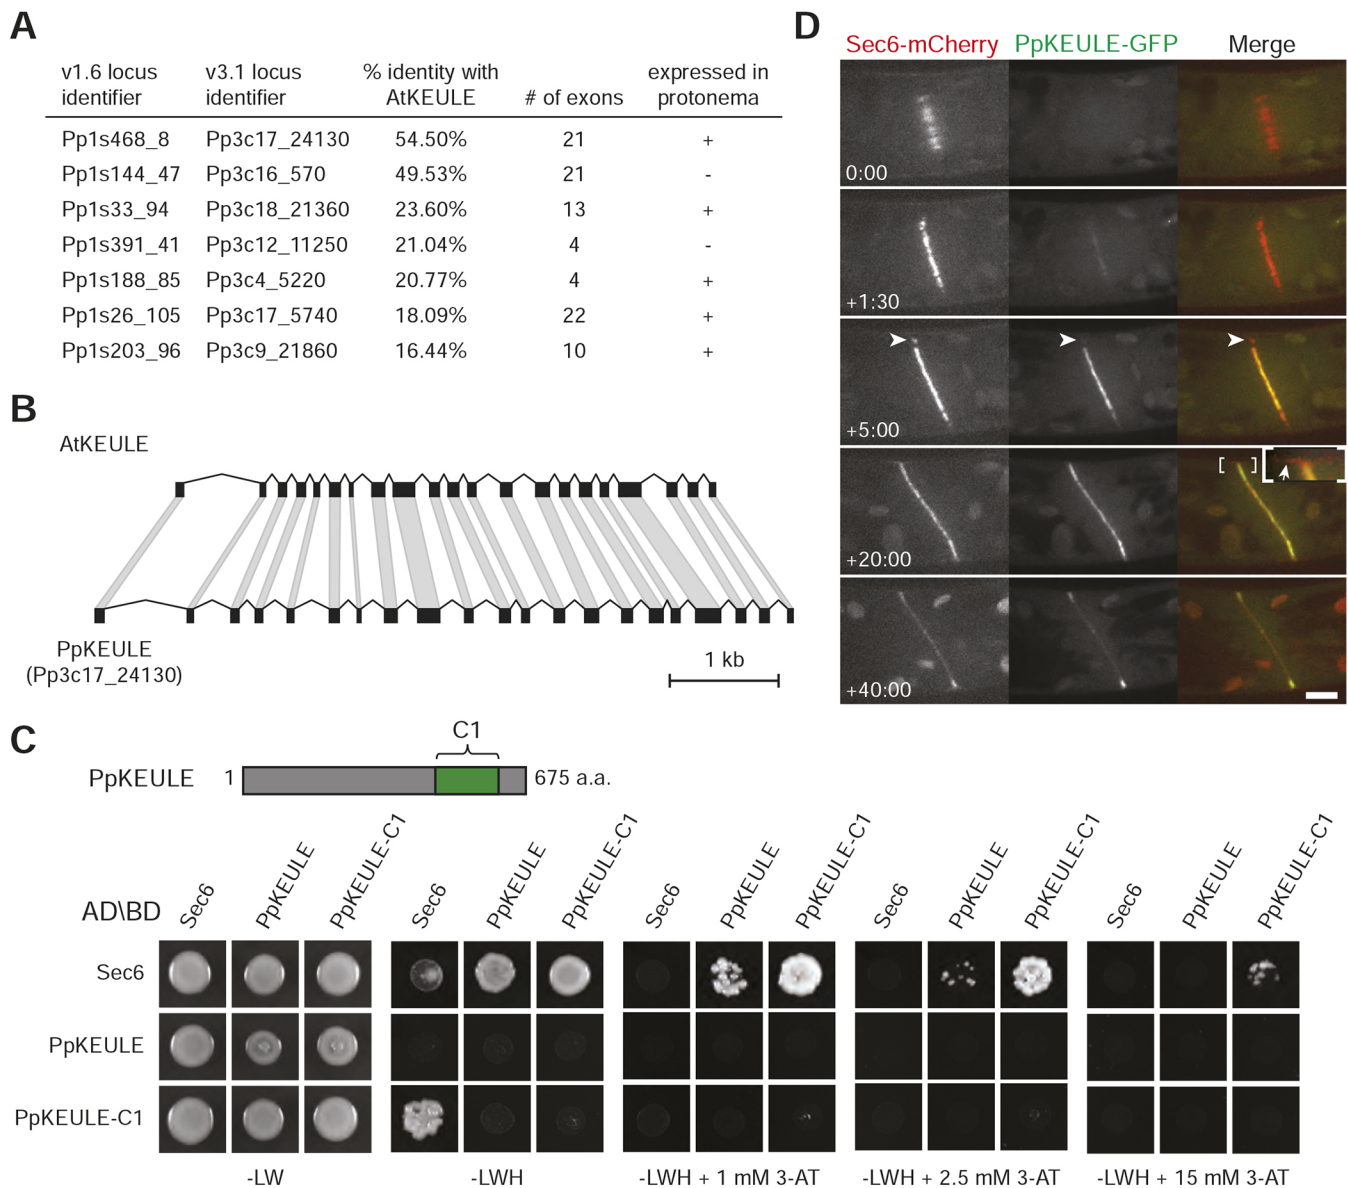 A
v1.6 locus identifier	v3.1 locus identifier	% identity with AtKEULE	# of exons	expressed in protonema
Pp1s468_8	Pp3c17_24130	54.50%	21	+
Pp1s144_47	Pp3c16_570	49.53%	21	-
Pp1s33_94	Pp3c18_21360	23.60%	13	+
Pp1s391_41	Pp3c12_11250	21.04%	4	-
Pp1s188_85	Pp3c4_5220	20.77%	4	+
Pp1s26_105	Pp3c17_5740	18.09%	22	+
Pp1s203_96	Pp3c9_21860	16.44%	10	+
B
AtKEULE
PpKEULE
(Pp3c17_24130)
1 kb
C
C1
PpKEULE 1 675 a.a.
AD\BD Sec6 PpKEULE PpKEULE-C1 Sec6 PpKEULE PpKEULE-C1 Sec6 PpKEULE PpKEULE-C1 Sec6 PpKEULE PpKEULE-C1 Sec6 PpKEULE PpKEULE-C1
Sec6
PpKEULE
PpKEULE-C1
-LW -LWH -LWH + 1 mM 3-AT -LWH + 2.5 mM 3-AT -LWH + 15 mM 3-AT
D
Sec6-mCherry PpKEULE-GFP Merge
0:00
+1:30
+5:00
+20:00
+40:00